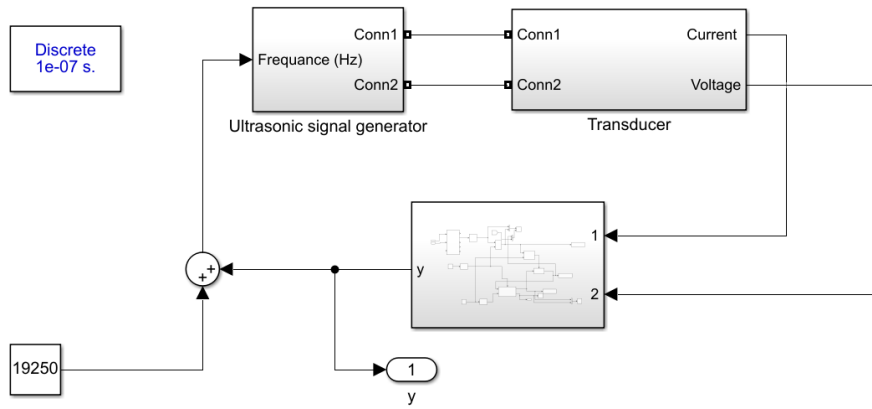 Discrete
1e-07 s.
Conn1
Frequance (Hz)
Conn2
Ultrasonic signal generator
Conn1
Conn2
Current
Voltage
Transducer
y
1
2
+
+
19250
1
y